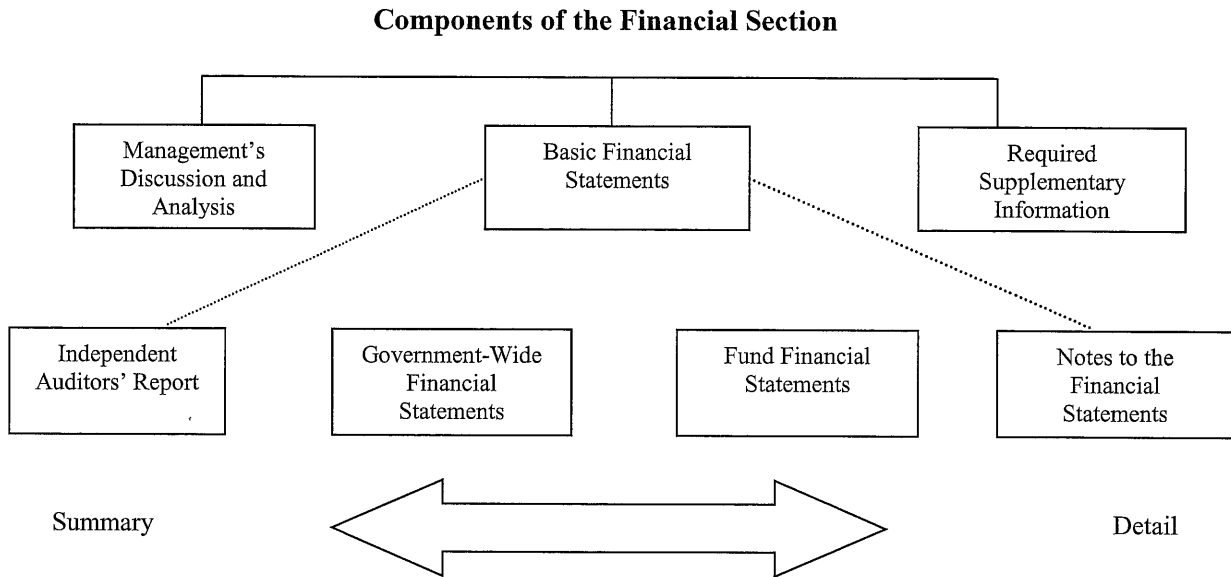 Components of the Financial Section
Management's
Discussion and
Analysis
Basic Financial
Statements
Required
Supplementary
Information
Independent
Auditors' Report
Government-Wide
Financial
Statements
Fund Financial
Statements
Notes to the
Financial
Statements
Summary
Detail